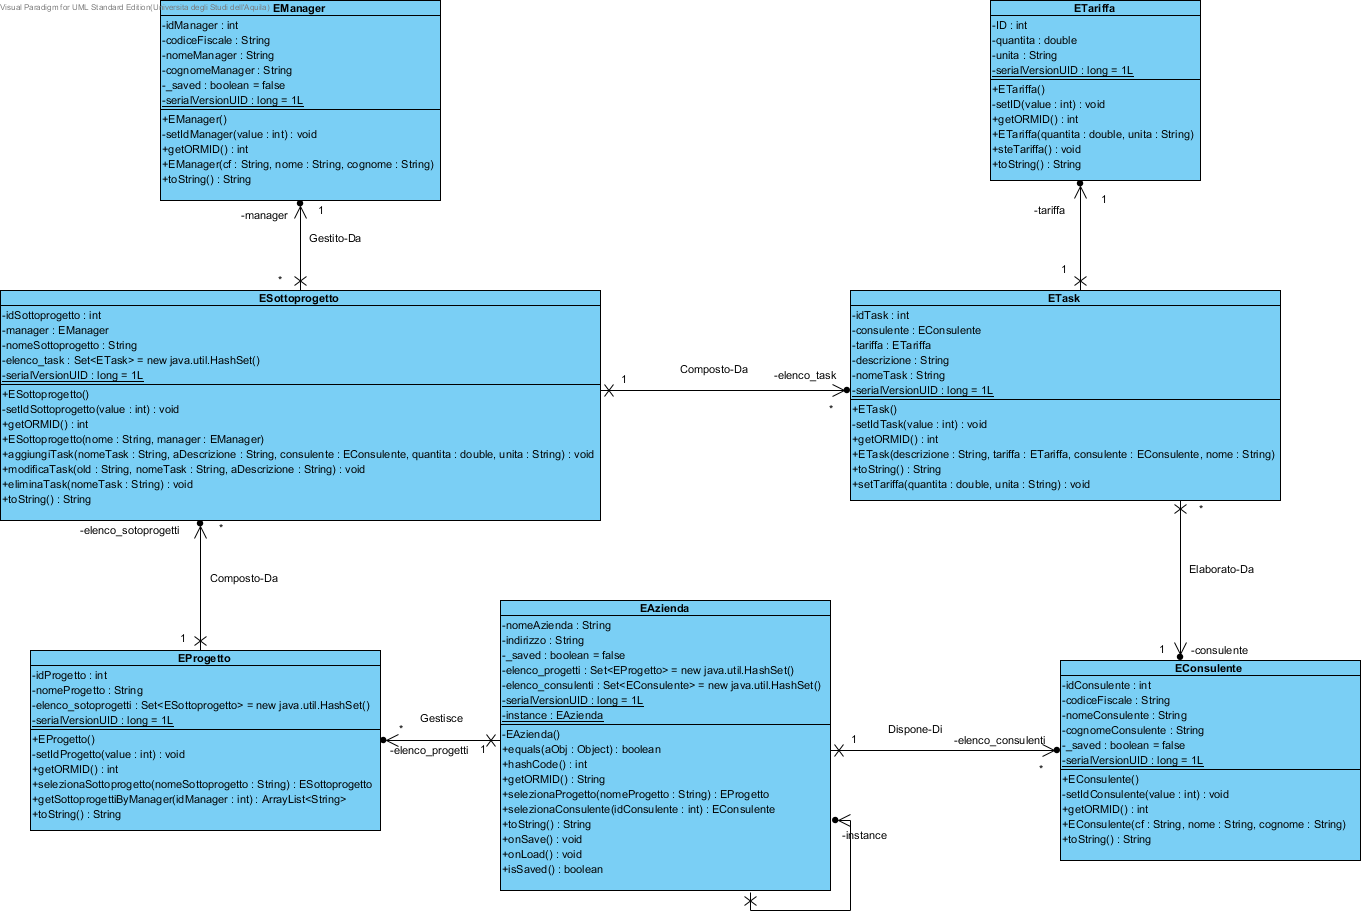 Visual Paradigm for UML Standard Edition(Universita degli Studi dell'Aquila)
EManager
-idManager : int
-codiceFiscale : String
-nomeManager : String
-cognomeManager : String
-_saved : boolean = false
-serialVersionUID : long = 1L
+EManager()
-setIdManager(value : int) : void
+getORMID() : int
+EManager(cf : String, nome : String, cognome : String)
+toString() : String
ETariffa
-ID : int
-quantita : double
-unita : String
-serialVersionUID : long = 1L
+ETariffa()
-setID(value : int) : void
+getORMID() : int
+ETariffa(quantita : double, unita : String)
+steTariffa() : void
+toString() : String
-manager
1
Gestito-Da
*
-tariffa
1
1
ESottoprogetto
-idSottoprogetto : int
-manager : EManager
-nomeSottoprogetto : String
-elenco_task : Set<ETask> = new java.util.HashSet()
-serialVersionUID : long = 1L
+ESottoprogetto()
-setIdSottoprogetto(value : int) : void
+getORMID() : int
+ESottoprogetto(nome : String, manager : EManager)
+aggiungiTask(nomeTask : String, aDescrizione : String, consulente : EConsulente, quantita : double, unita : String) : void
+modificaTask(old : String, nomeTask : String, aDescrizione : String) : void
+eliminaTask(nomeTask : String) : void
+toString() : String
1
Composto-Da
-elenco_task
*
ETask
-idTask : int
-consulente : EConsulente
-tariffa : ETariffa
-descrizione : String
-nomeTask : String
-serialVersionUID : long = 1L
+ETask()
-setIdTask(value : int) : void
+getORMID() : int
+ETask(descrizione : String, tariffa : ETariffa, consulente : EConsulente, nome : String)
+toString() : String
+setTariffa(quantita : double, unita : String) : void
-elenco_sotoprogetti
*
Composto-Da
1
*
Elaborato-Da
1
-consulente
EProgetto
-idProgetto : int
-nomeProgetto : String
-elenco_sotoprogetti : Set<ESottoprogetto> = new java.util.HashSet()
-serialVersionUID : long = 1L
+EProgetto()
-setIdProgetto(value : int) : void
+getORMID() : int
+selezionaSottoprogetto(nomeSottoprogetto : String) : ESottoprogetto
+getSottoprogettiByManager(idManager : int) : ArrayList<String>
+toString() : String
Gestisce
*
-elenco_progetti
1
EAzienda
-nomeAzienda : String
-indirizzo : String
-_saved : boolean = false
-elenco_progetti : Set<EProgetto> = new java.util.HashSet()
-elenco_consulenti : Set<EConsulente> = new java.util.HashSet()
-serialVersionUID : long = 1L
-instance : EAzienda
-EAzienda()
+equals(aObj : Object) : boolean
+hashCode() : int
+getORMID() : String
+selezionaProgetto(nomeProgetto : String) : EProgetto
+selezionaConsulente(idConsulente : int) : EConsulente
+toString() : String
+onSave() : void
+onLoad() : void
+isSaved() : boolean
-instance
1
Dispone-Di
-elenco_consulenti
*
EConsulente
-idConsulente : int
-codiceFiscale : String
-nomeConsulente : String
-cognomeConsulente : String
-_saved : boolean = false
-serialVersionUID : long = 1L
+EConsulente()
-setIdConsulente(value : int) : void
+getORMID() : int
+EConsulente(cf : String, nome : String, cognome : String)
+toString() : String